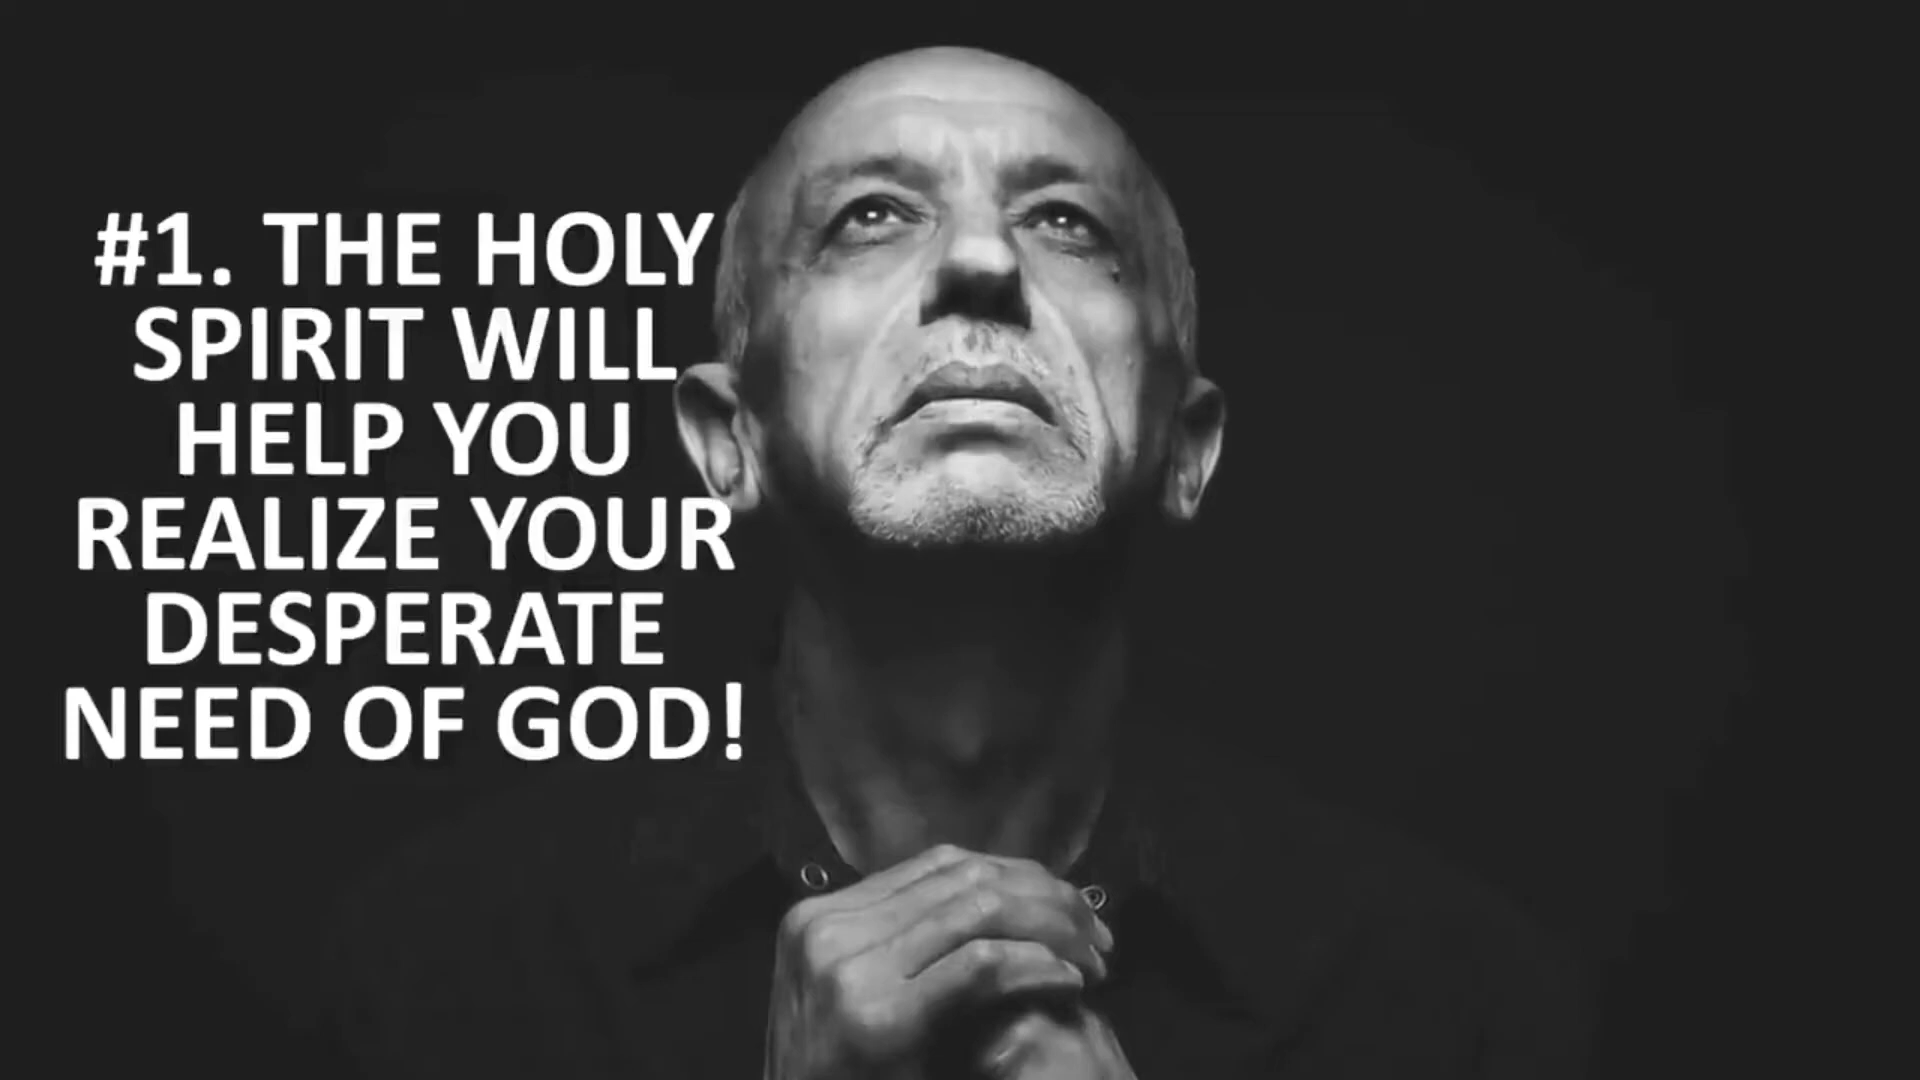 #1. THE HOLY
SPIRIT WILL
HELP YOU
REALIZE YOUR
DESPERATE
NEED OF GOD!